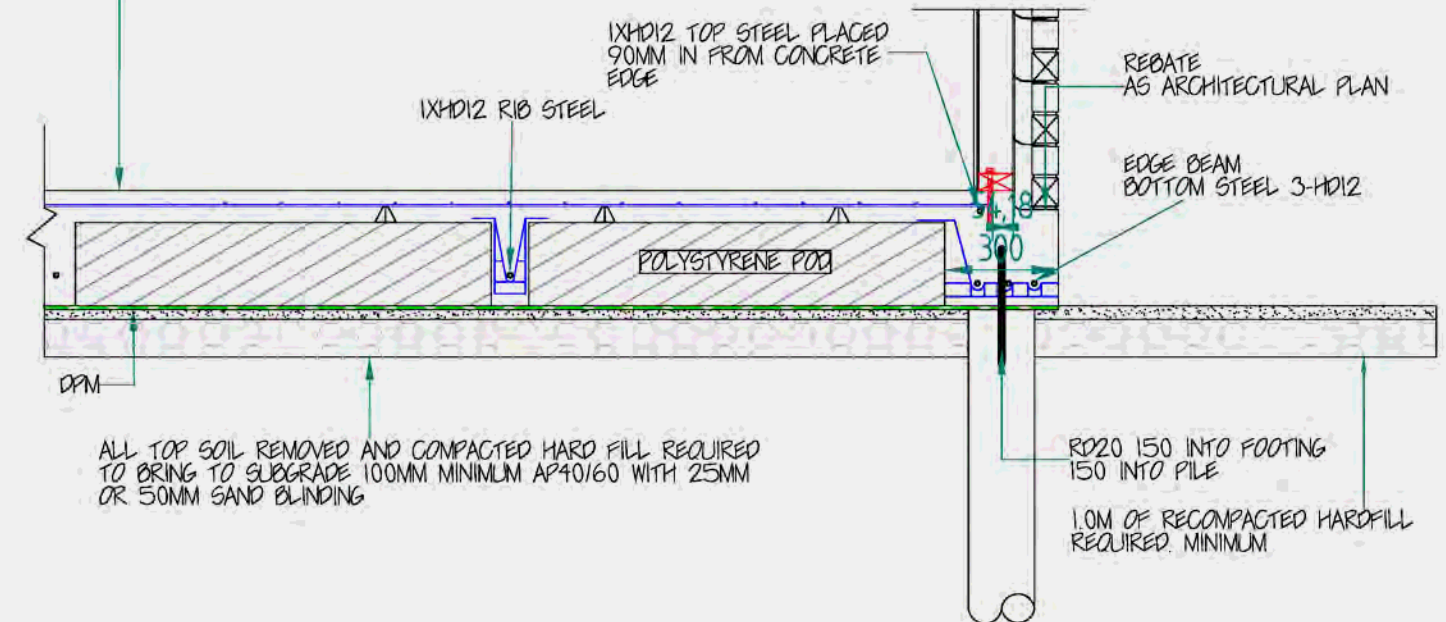 1XHD12 TOP STEEL PLACED
90MM IN FROM CONCRETE
EDGE
REBATE
AS ARCHITECTURAL PLAN
1XHD12 RIB STEEL
EDGE BEAM
BOTTOM STEEL 3-HD12
300
POLYSTYRENE POD
DPM
ALL TOP SOIL REMOVED AND COMPACTED HARD FILL REQUIRED
TO BRING TO SUBGRADE 100MM MINIMUM AP40/60 WITH 25MM
OR 50MM SAND BLINDING
RD20 150 INTO FOOTING
150 INTO PILE
1.0M OF RECOMPACTED HARDFILL
REQUIRED. MINIMUM